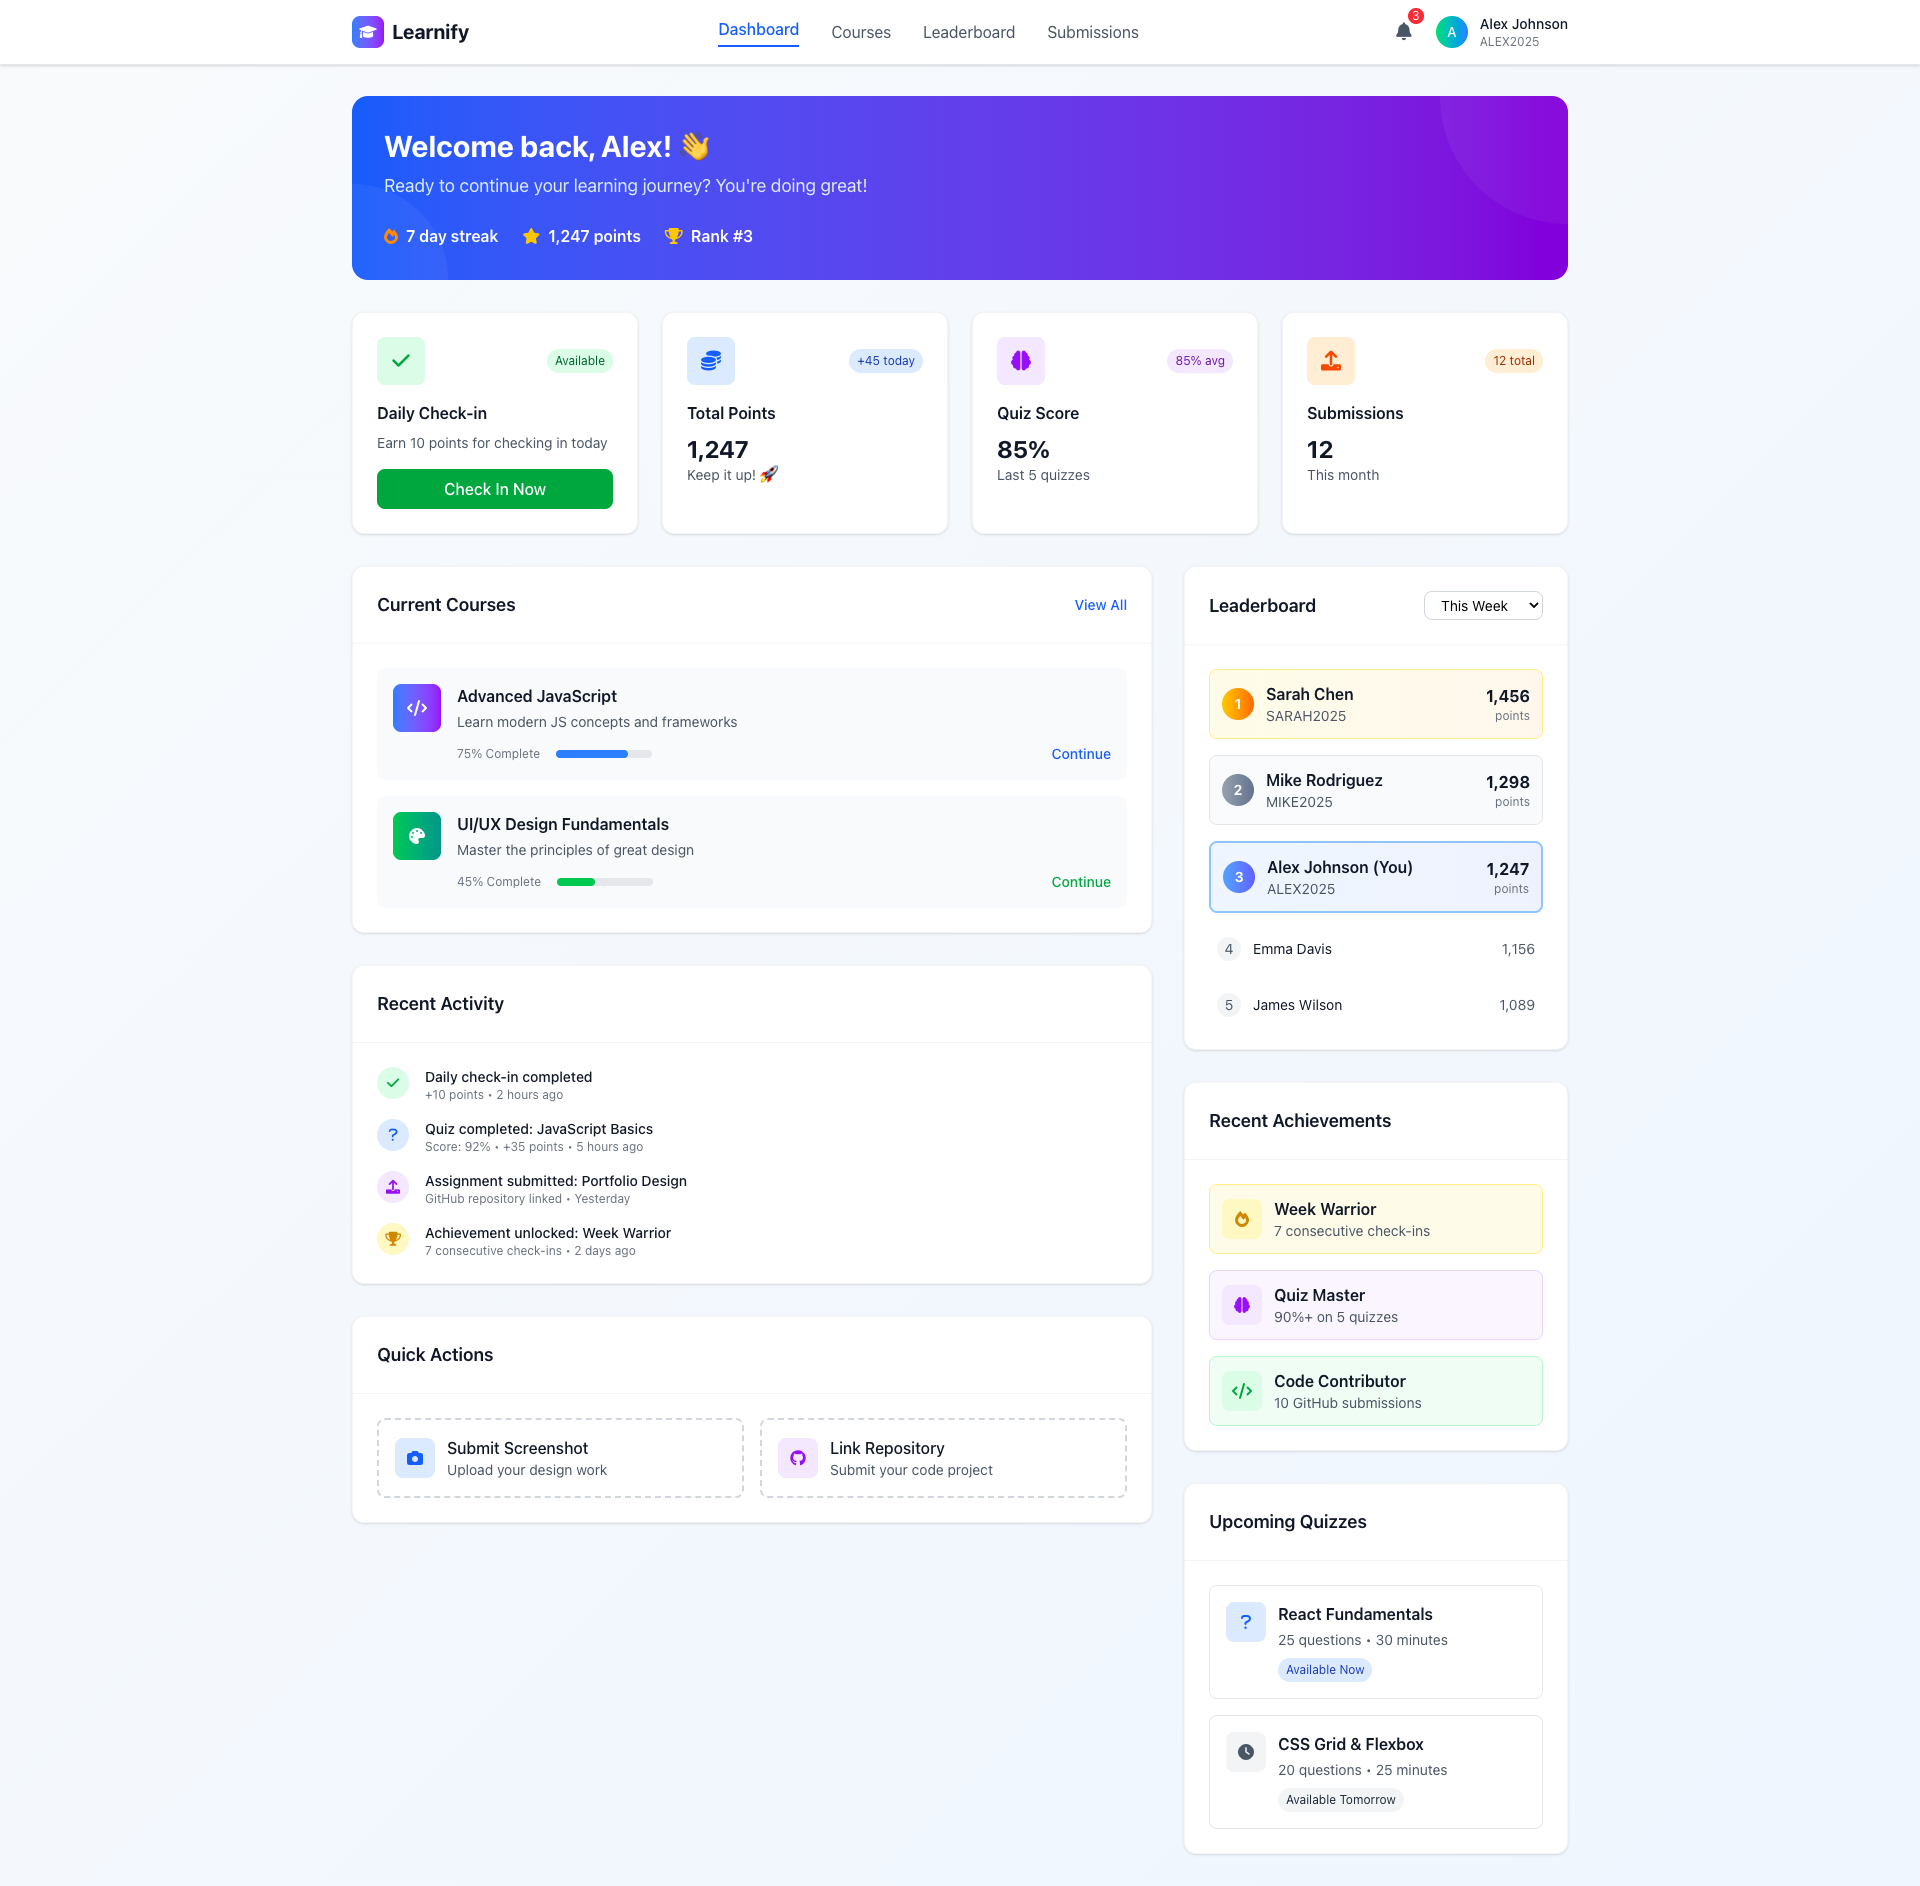 Learnify
Dashboard
Courses
Leaderboard
Submissions
3
A
Alex Johnson
ALEX2025
Welcome back, Alex! 👋
Ready to continue your learning journey? You're doing great!
7 day streak
1,247 points
Rank #3
Available
Daily Check-in
Earn 10 points for checking in today
Check In Now
+45 today
Total Points
1,247
Keep it up! 🚀
85% avg
Quiz Score
85%
Last 5 quizzes
12 total
Submissions
12
This month
Current Courses
View All
Advanced JavaScript
Learn modern JS concepts and frameworks
75% Complete
Continue
UI/UX Design Fundamentals
Master the principles of great design
45% Complete
Continue
Recent Activity
Daily check-in completed
+10 points • 2 hours ago
?
Quiz completed: JavaScript Basics
Score: 92% • +35 points • 5 hours ago
Assignment submitted: Portfolio Design
GitHub repository linked • Yesterday
Achievement unlocked: Week Warrior
7 consecutive check-ins • 2 days ago
Quick Actions
Submit Screenshot
Upload your design work
Link Repository
Submit your code project
Leaderboard
This Week
1
Sarah Chen
SARAH2025
1,456
points
2
Mike Rodriguez
MIKE2025
1,298
points
3
Alex Johnson (You)
ALEX2025
1,247
points
4
Emma Davis
1,156
5
James Wilson
1,089
Recent Achievements
Week Warrior
7 consecutive check-ins
Quiz Master
90%+ on 5 quizzes
Code Contributor
10 GitHub submissions
Upcoming Quizzes
?
React Fundamentals
25 questions • 30 minutes
Available Now
CSS Grid & Flexbox
20 questions • 25 minutes
Available Tomorrow